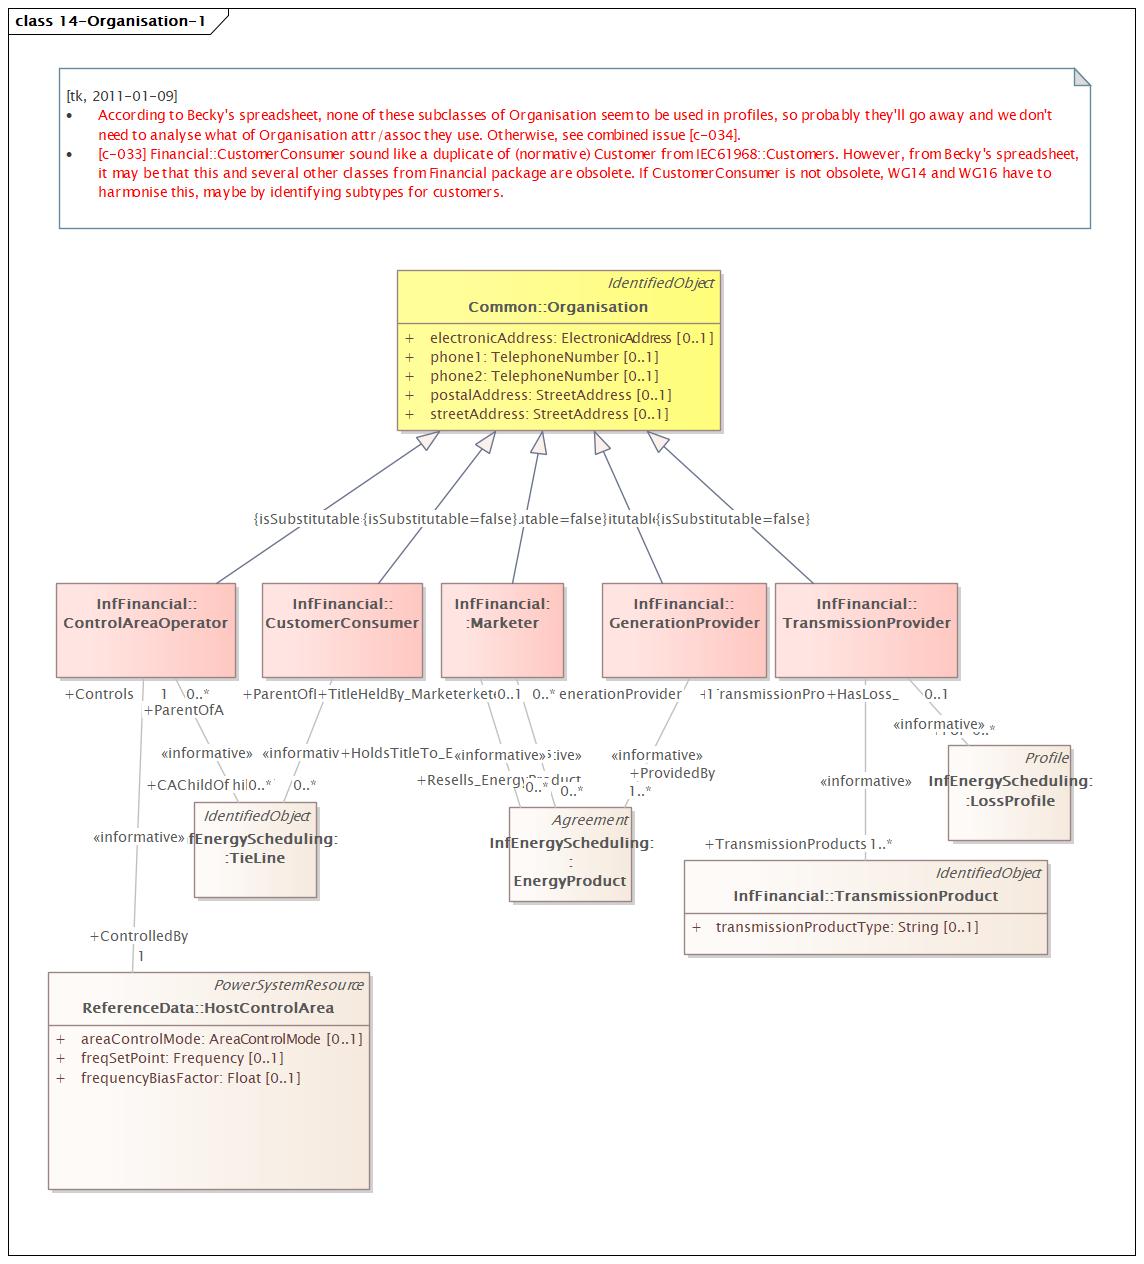 class 14-Organisation-1
[tk, 2011-01-09]
• According to Becky's spreadsheet, none of these subclasses of Organisation seem to be used in profiles, so probably they'll go away and we don't
need to analyse what of Organisation attr/assoc they use. Otherwise, see combined issue [c-034].
• [c-033] Financial::CustomerConsumer sound like a duplicate of (normative) Customer from IEC61968::Customers. However, from Becky's spreadsheet,
it may be that this and several other classes from Financial package are obsolete. If CustomerConsumer is not obsolete, WG14 and WG16 have to
harmonise this, maybe by identifying subtypes for customers.
IdentifiedObject
Common::Organisation
+ electronicAddress: ElectronicAddress [0..1]
+ phone1: TelephoneNumber [0..1]
+ phone2: TelephoneNumber [0..1]
+ postalAddress: StreetAddress [0..1]
+ streetAddress: StreetAddress [0..1]
{isSubstitutable {isSubstitutable=false} utable=false} itutabl {isSubstitutable=false}
InfFinancial::
ControlAreaOperator
InfFinancial::
CustomerConsumer
InfFinancial:
:Marketer
InfFinancial::
GenerationProvider
InfFinancial::
TransmissionProvider
+Controls 1 0..* +ParentOf +TitleHeldBy_Marketer 0..1 0..* enerationProvider TransmissionPro +HasLoss_ 0..1
+ParentOfA
«informative» «informativ +HoldsTitleTo_E «informative» tive» «informative»
«informative»
0..*
+CAChildOf 0..* 0..*
+Resells_EnergyProduct
0..* 0..*
+ProvidedBy
1..*
«informative»
«informative»
+TransmissionProducts 1..*
IdentifiedObject
fEnergyScheduling:
:TieLine
Agreement
InfEnergyScheduling:
:
EnergyProduct
Profile
InfEnergyScheduling:
:LossProfile
IdentifiedObject
InfFinancial::TransmissionProduct
+ transmissionProductType: String [0..1]
+ControlledBy
1
PowerSystemResource
ReferenceData::HostControlArea
+ areaControlMode: AreaControlMode [0..1]
+ freqSetPoint: Frequency [0..1]
+ frequencyBiasFactor: Float [0..1]